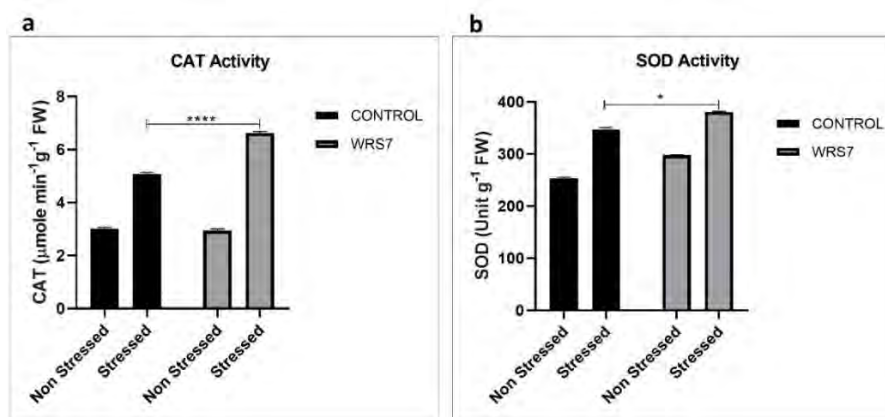 a
CAT Activity
CAT (μmole min⁻¹g⁻¹ FW)
8
6
4
2
0
****
Non Stressed
Stressed
Non Stressed
Stressed
CONTROL
WRS7
b
SOD Activity
SOD (Unit g⁻¹ FW)
400
300
200
100
0
*
Non Stressed
Stressed
Non Stressed
Stressed
CONTROL
WRS7